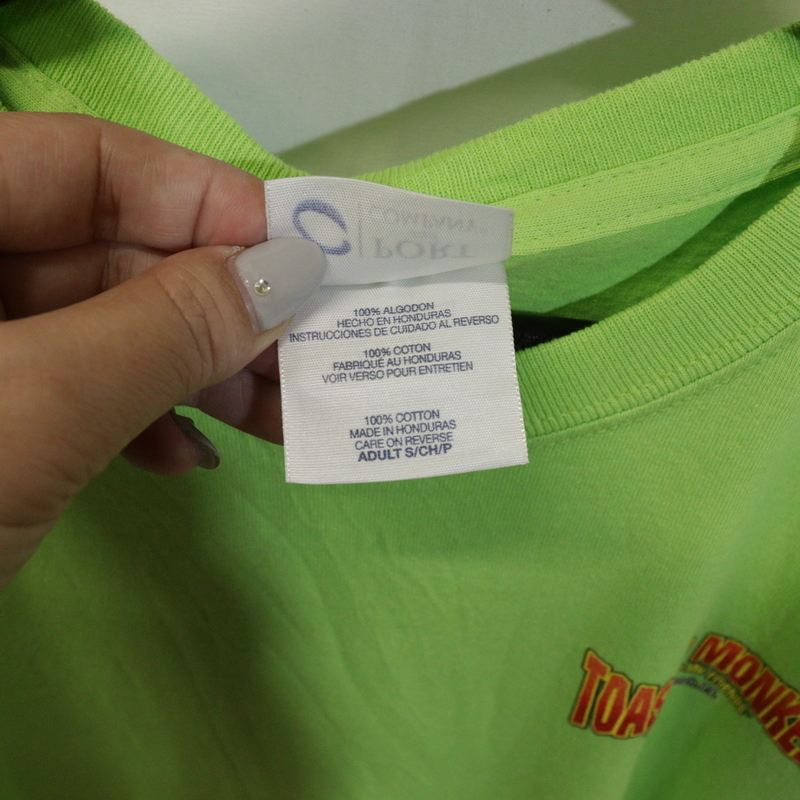 PORT
COMPANY
100% ALGODON
HECHO EN HONDURAS
INSTRUCCIONES DE CUIDADO AL REVERSO
100% COTON
FABRIQUÉ AU HONDURAS
VOIR VERSO POUR ENTRETIEN
100% COTTON
MADE IN HONDURAS
CARE ON REVERSE
ADULT S/CH/P
MONKE